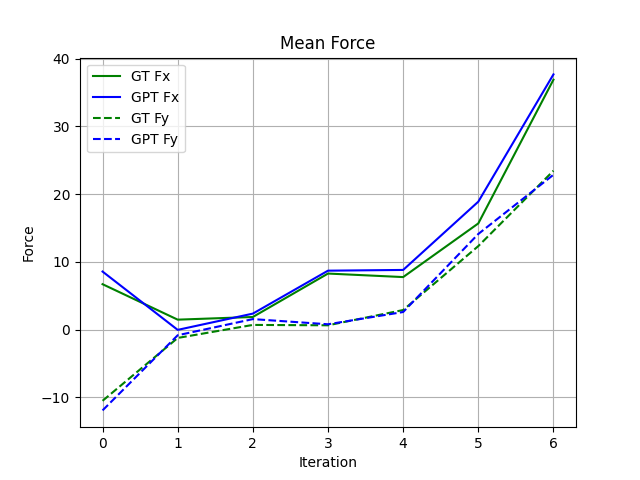 Mean Force
40
30
20
10
0
−10
Force
GT Fx
GPT Fx
GT Fy
GPT Fy
0 1 2 3 4 5 6
Iteration